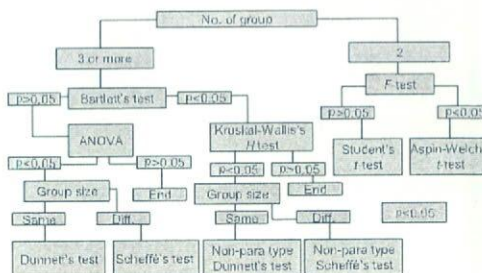 No. of group
3 or more
2
Bartlett's test
F-test
p>0.05
p<0.05
p>0.05
p<0.05
ANOVA
Kruskal-Wallis's
H-test
Student's
t-test
Aspin-Welch
t-test
p<0.05
p>0.05
p<0.05
p>0.05
Group size
End
Group size
End
Same
Diff.
Same
Diff.
p<0.05
Dunnett's test
Scheffé's test
Non-para type
Dunnett's test
Non-para type
Scheffé's test